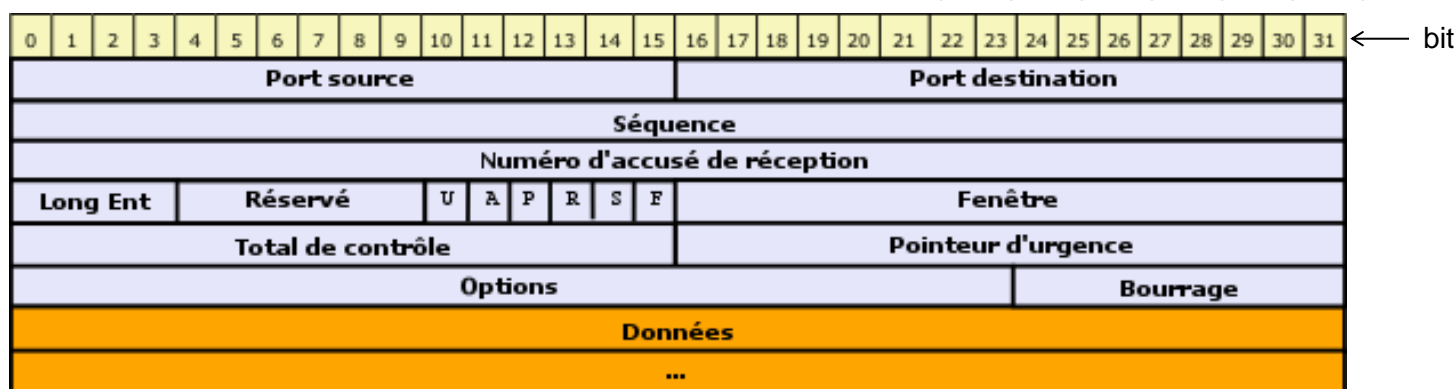 0 1 2 3 4 5 6 7 8 9 10 11 12 13 14 15 16 17 18 19 20 21 22 23 24 25 26 27 28 29 30 31 bit
Port source Port destination
Séquence
Numéro d'accusé de réception
Long Ent Réservé U A P R S F Fenêtre
Total de contrôle Pointeur d'urgence
Options Bourrage
Données
...